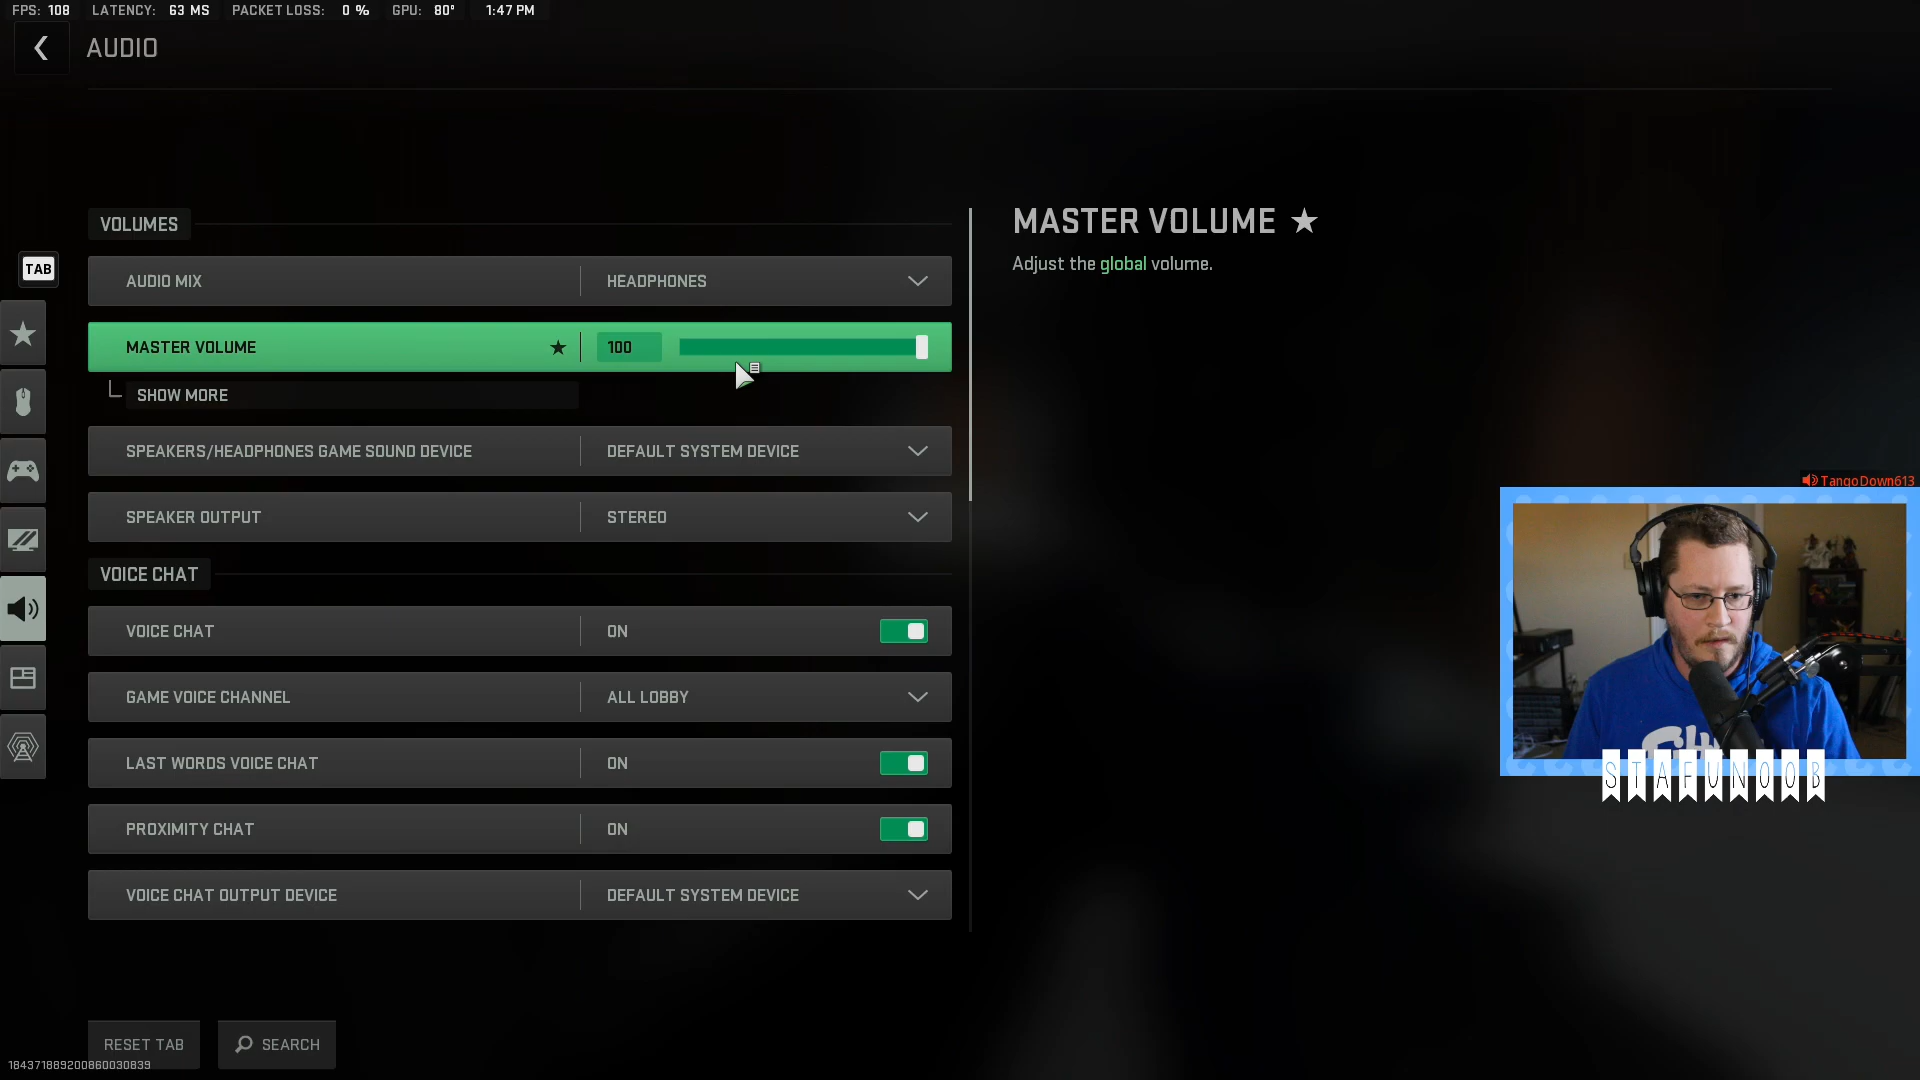 FPS: 108 LATENCY: 63 MS PACKET LOSS: 0 % GPU: 80° 1:47 PM
AUDIO
VOLUMES
MASTER VOLUME ★
Adjust the global volume.
TAB
AUDIO MIX HEADPHONES
MASTER VOLUME ★ 100
SHOW MORE
SPEAKERS/HEADPHONES GAME SOUND DEVICE DEFAULT SYSTEM DEVICE
TangoDown613
SPEAKER OUTPUT STEREO
VOICE CHAT
VOICE CHAT ON
GAME VOICE CHANNEL ALL LOBBY
LAST WORDS VOICE CHAT ON
STAFUNOOB
PROXIMITY CHAT ON
VOICE CHAT OUTPUT DEVICE DEFAULT SYSTEM DEVICE
RESET TAB SEARCH
184371889200860030839